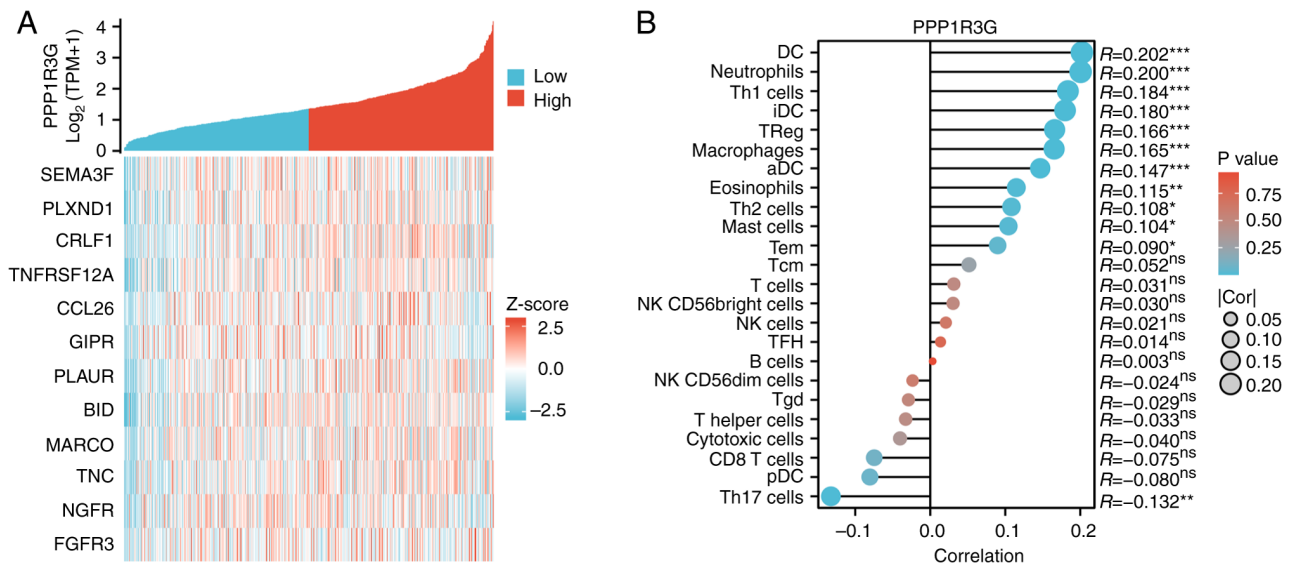 A
PPP1R3G
Log2 (TPM+1)
4
3
2
1
0
Low
High
SEMA3F
PLXND1
CRLF1
TNFRSF12A
CCL26
GIPR
PLAUR
BID
MARCO
TNC
NGFR
FGFR3
Z-score
2.5
0.0
−2.5
B
PPP1R3G
DC R=0.202***
Neutrophils R=0.200***
Th1 cells R=0.184***
iDC R=0.180***
TReg R=0.166***
Macrophages R=0.165***
aDC R=0.147***
Eosinophils R=0.115**
Th2 cells R=0.108*
Mast cells R=0.104*
Tem R=0.090*
Tcm R=0.052ns
T cells R=0.031ns
NK CD56bright cells R=0.030ns
NK cells R=0.021ns
TFH R=0.014ns
B cells R=0.003ns
NK CD56dim cells R=−0.024ns
Tgd R=−0.029ns
T helper cells R=−0.033ns
Cytotoxic cells R=−0.040ns
CD8 T cells R=−0.075ns
pDC R=−0.080ns
Th17 cells R=−0.132**
−0.1 0.0 0.1 0.2
Correlation
P value
0.75
0.50
0.25
|Cor|
0.05
0.10
0.15
0.20